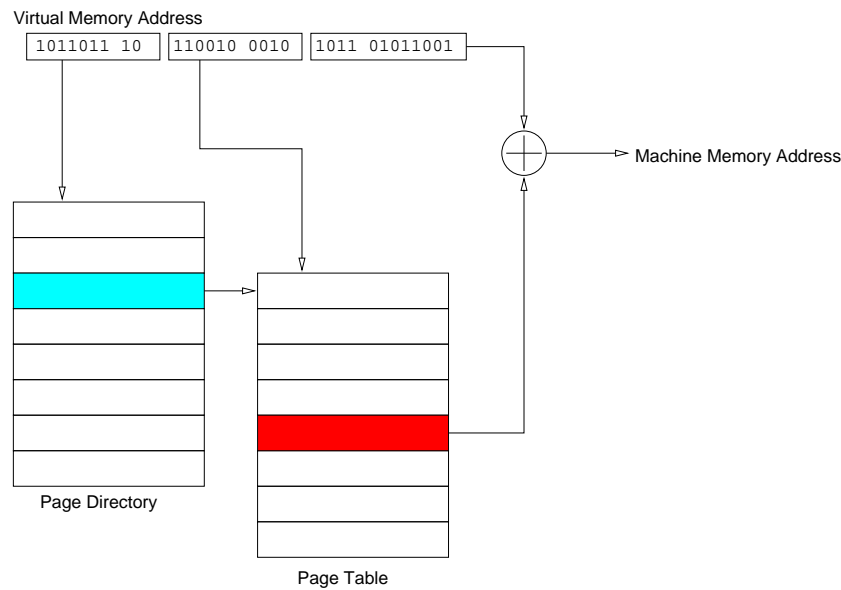 Virtual Memory Address
1011011 10 110010 0010 1011 01011001
Machine Memory Address
Page Directory
Page Table